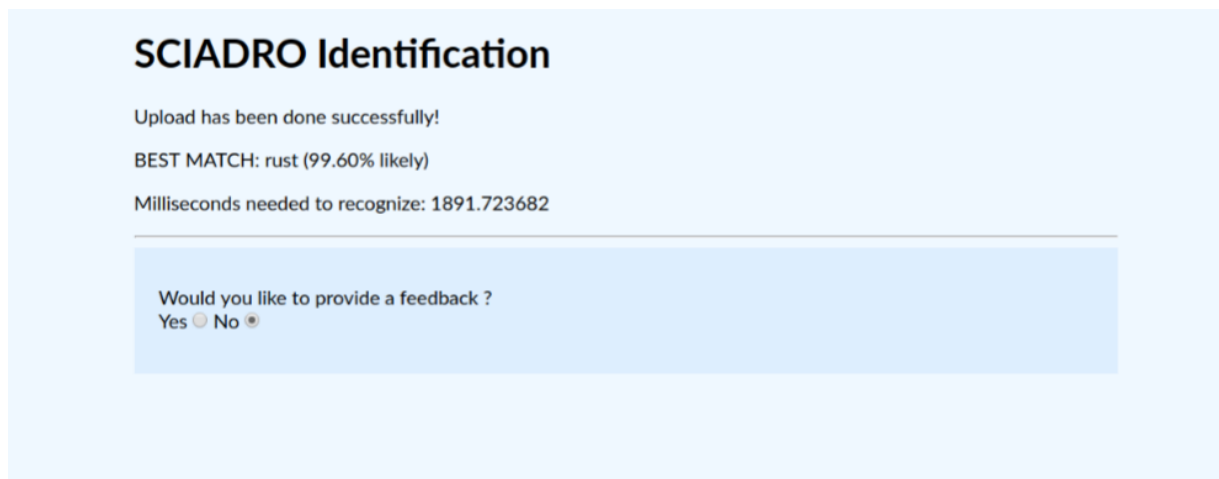 SCIADRO Identification
Upload has been done successfully!
BEST MATCH: rust (99.60% likely)
Milliseconds needed to recognize: 1891.723682
Would you like to provide a feedback ?
Yes No